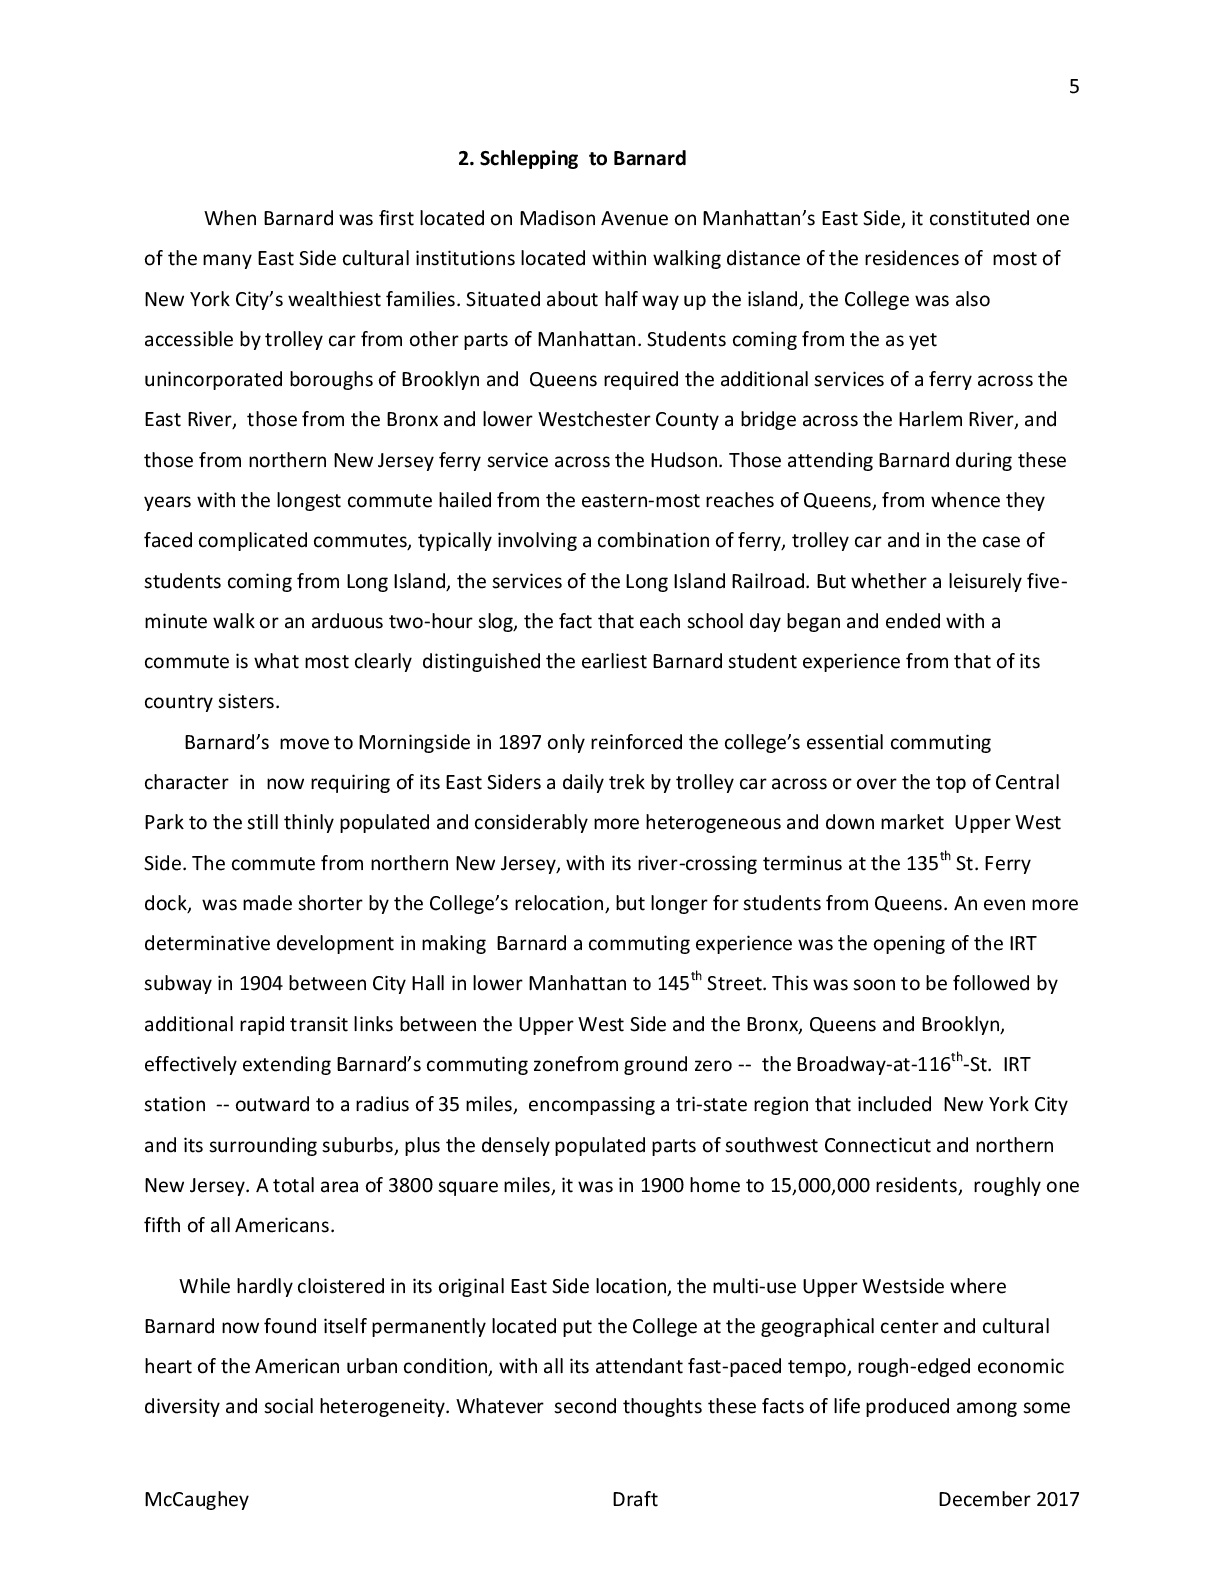 5
2. Schlepping  to Barnard
When Barnard was first located on Madison Avenue on Manhattan’s East Side, it constituted one
of the many East Side cultural institutions located within walking distance of the residences of  most of
New York City’s wealthiest families. Situated about half way up the island, the College was also
accessible by trolley car from other parts of Manhattan. Students coming from the as yet
unincorporated boroughs of Brooklyn and  Queens required the additional services of a ferry across the
East River,  those from the Bronx and lower Westchester County a bridge across the Harlem River, and
those from northern New Jersey ferry service across the Hudson. Those attending Barnard during these
years with the longest commute hailed from the eastern-most reaches of Queens, from whence they
faced complicated commutes, typically involving a combination of ferry, trolley car and in the case of
students coming from Long Island, the services of the Long Island Railroad. But whether a leisurely five-
minute walk or an arduous two-hour slog, the fact that each school day began and ended with a
commute is what most clearly  distinguished the earliest Barnard student experience from that of its
country sisters.
Barnard’s  move to Morningside in 1897 only reinforced the college’s essential commuting
character  in  now requiring of its East Siders a daily trek by trolley car across or over the top of Central
Park to the still thinly populated and considerably more heterogeneous and down market  Upper West
Side. The commute from northern New Jersey, with its river-crossing terminus at the 135th St. Ferry
dock,  was made shorter by the College’s relocation, but longer for students from Queens. An even more
determinative development in making  Barnard a commuting experience was the opening of the IRT
subway in 1904 between City Hall in lower Manhattan to 145th Street. This was soon to be followed by
additional rapid transit links between the Upper West Side and the Bronx, Queens and Brooklyn,
effectively extending Barnard’s commuting zonefrom ground zero --  the Broadway-at-116th-St.  IRT
station  -- outward to a radius of 35 miles,  encompassing a tri-state region that included  New York City
and its surrounding suburbs, plus the densely populated parts of southwest Connecticut and northern
New Jersey. A total area of 3800 square miles, it was in 1900 home to 15,000,000 residents,  roughly one
fifth of all Americans.
While hardly cloistered in its original East Side location, the multi-use Upper Westside where
Barnard now found itself permanently located put the College at the geographical center and cultural
heart of the American urban condition, with all its attendant fast-paced tempo, rough-edged economic
diversity and social heterogeneity. Whatever  second thoughts these facts of life produced among some
McCaughey Draft December 2017